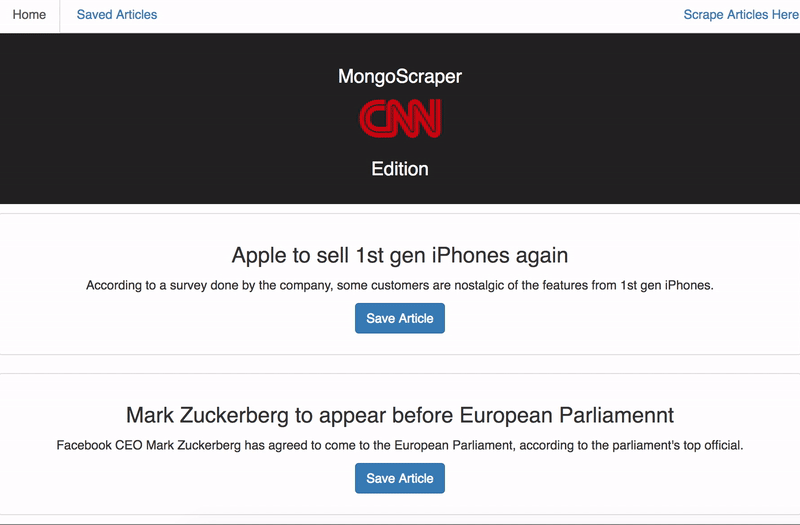 Home
Saved Articles
Scrape Articles Here
MongoScraper
CNN
Edition
Apple to sell 1st gen iPhones again
According to a survey done by the company, some customers are nostalgic of the features from 1st gen iPhones.
Save Article
Mark Zuckerberg to appear before European Parliamennt
Facebook CEO Mark Zuckerberg has agreed to come to the European Parliament, according to the parliament's top official.
Save Article